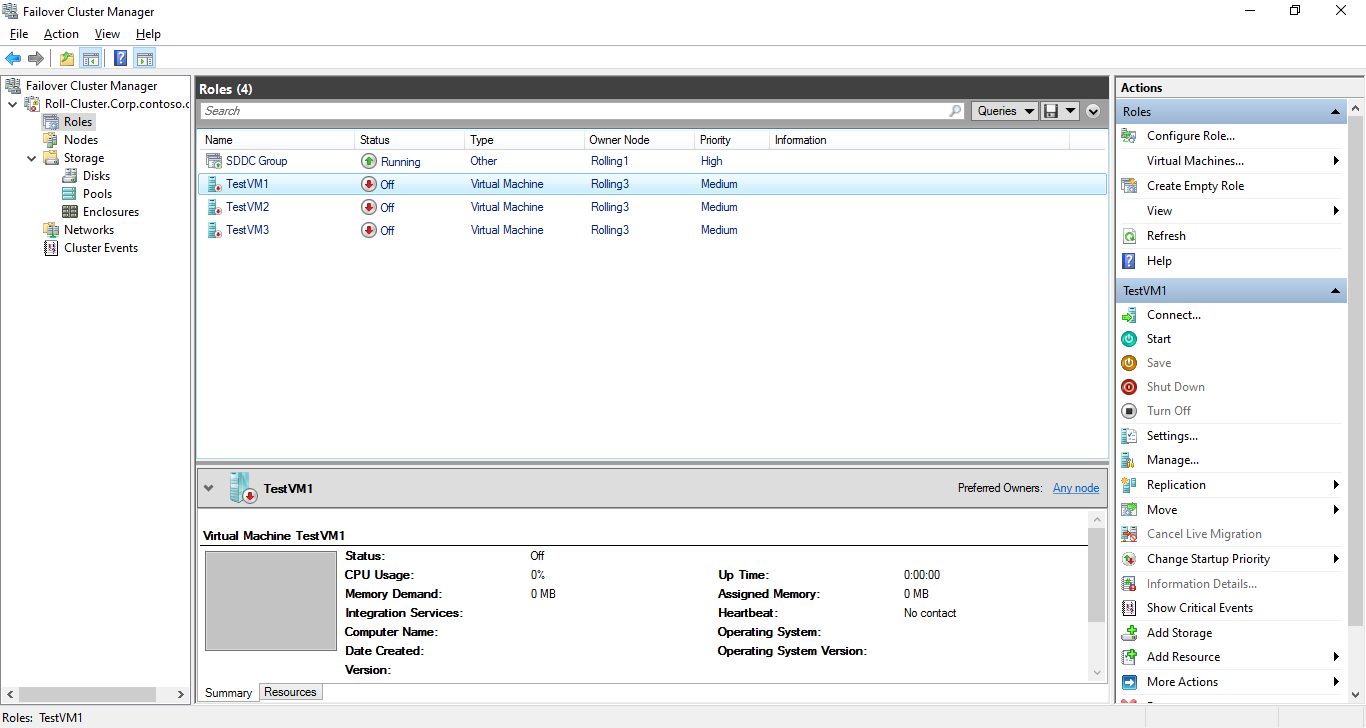 Failover Cluster Manager
File Action View Help
Failover Cluster Manager
Roll-Cluster.Corp.contoso.c
Roles
Nodes
Storage
Disks
Pools
Enclosures
Networks
Cluster Events
Roles (4)
Search
Queries
Name Status Type Owner Node Priority Information
SDDC Group Running Other Rolling1 High
TestVM1 Off Virtual Machine Rolling3 Medium
TestVM2 Off Virtual Machine Rolling3 Medium
TestVM3 Off Virtual Machine Rolling3 Medium
TestVM1 Preferred Owners: Any node
Virtual Machine TestVM1
Status: Off
CPU Usage: 0% Up Time: 0:00:00
Memory Demand: 0 MB Assigned Memory: 0 MB
Integration Services: Heartbeat: No contact
Computer Name: Operating System:
Date Created: Operating System Version:
Version:
Summary Resources
Actions
Roles
Configure Role...
Virtual Machines...
Create Empty Role
View
Refresh
Help
TestVM1
Connect...
Start
Save
Shut Down
Turn Off
Settings...
Manage...
Replication
Move
Cancel Live Migration
Change Startup Priority
Information Details...
Show Critical Events
Add Storage
Add Resource
More Actions
Roles: TestVM1